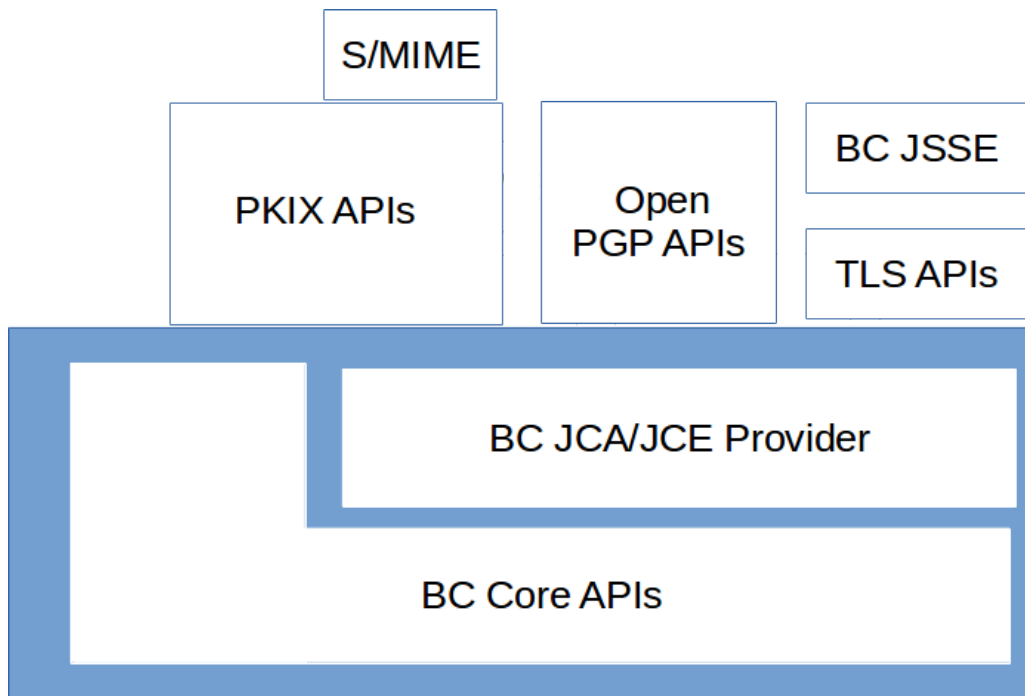 S/MIME
PKIX APIs
Open
PGP APIs
BC JSSE
TLS APIs
BC JCA/JCE Provider
BC Core APIs